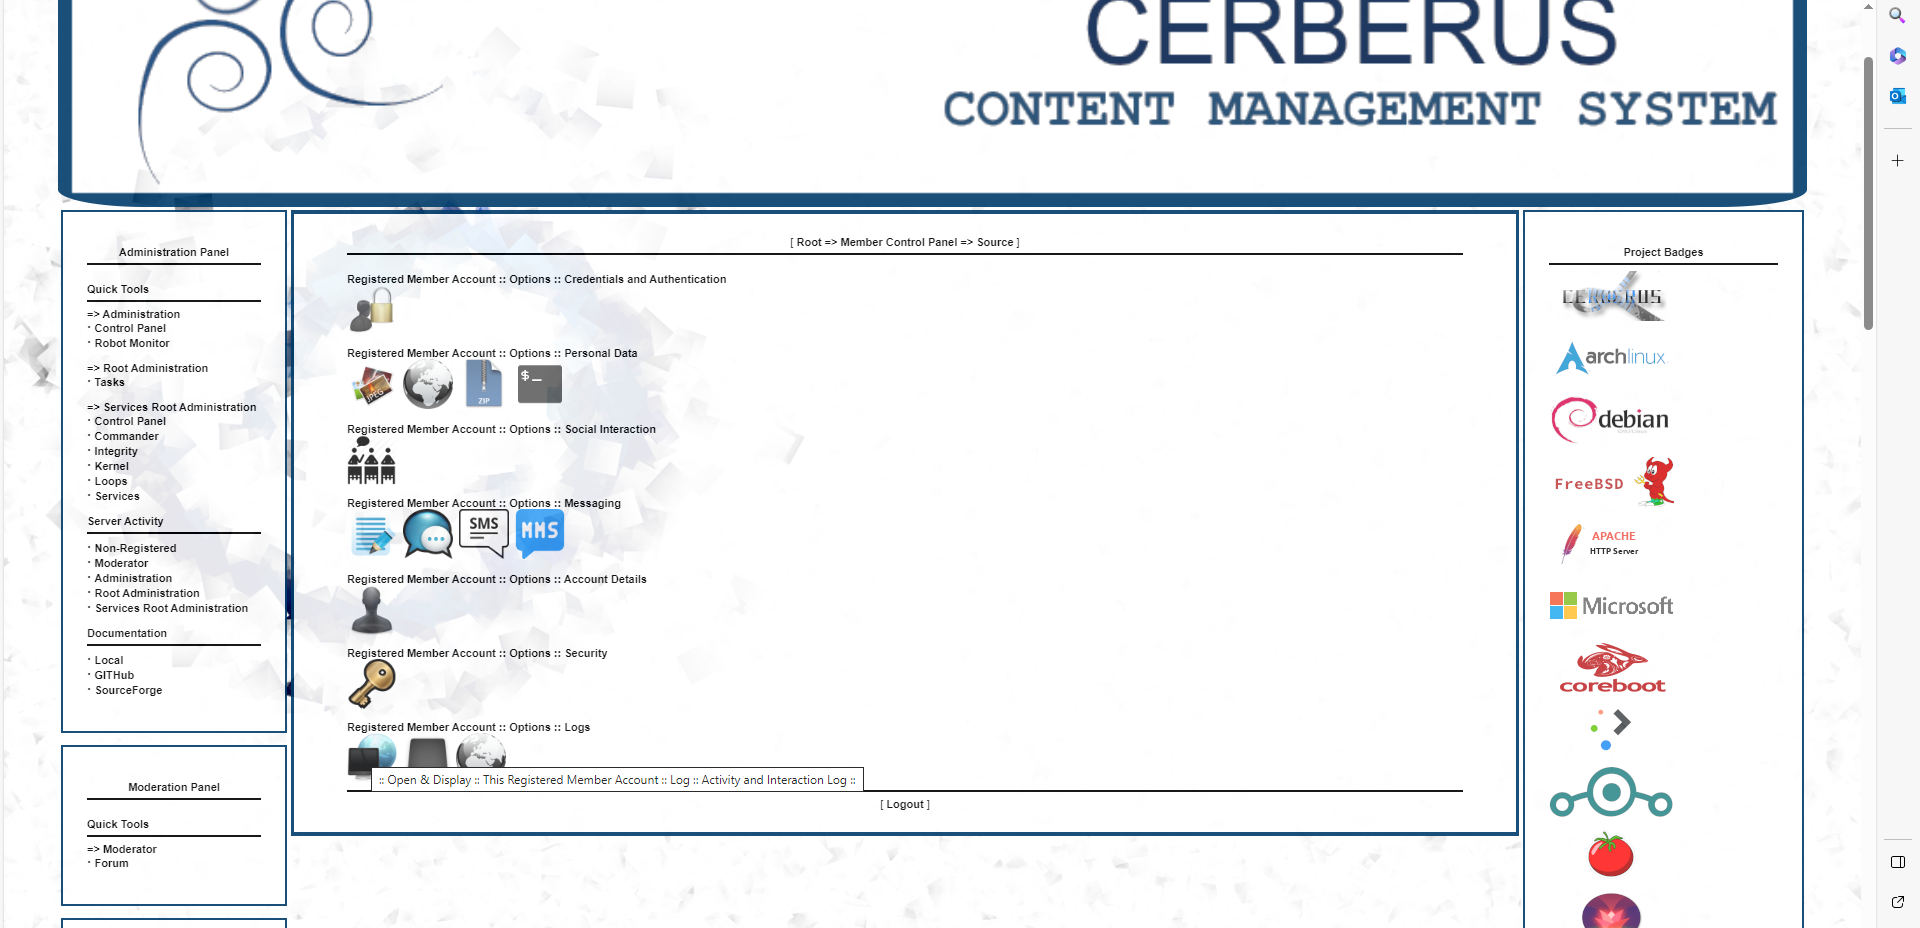 CERBERUS
CONTENT MANAGEMENT SYSTEM
Administration Panel
Quick Tools
=> Administration
· Control Panel
· Robot Monitor
=> Root Administration
· Tasks
=> Services Root Administration
· Control Panel
· Commander
· Integrity
· Kernel
· Loops
· Services
Server Activity
· Non-Registered
· Moderator
· Administration
· Root Administration
· Services Root Administration
Documentation
· Local
· GITHub
· SourceForge
Moderation Panel
Quick Tools
=> Moderator
· Forum
[ Root => Member Control Panel => Source ]
Registered Member Account :: Options :: Credentials and Authentication
Registered Member Account :: Options :: Personal Data
JPEG
ZIP
$_
Registered Member Account :: Options :: Social Interaction
Registered Member Account :: Options :: Messaging
SMS
MMS
Registered Member Account :: Options :: Account Details
Registered Member Account :: Options :: Security
Registered Member Account :: Options :: Logs
:: Open & Display :: This Registered Member Account :: Log :: Activity and Interaction Log ::
[ Logout ]
Project Badges
CERBERUS
archlinux
debian
FreeBSD
APACHE
HTTP Server
Microsoft
coreboot